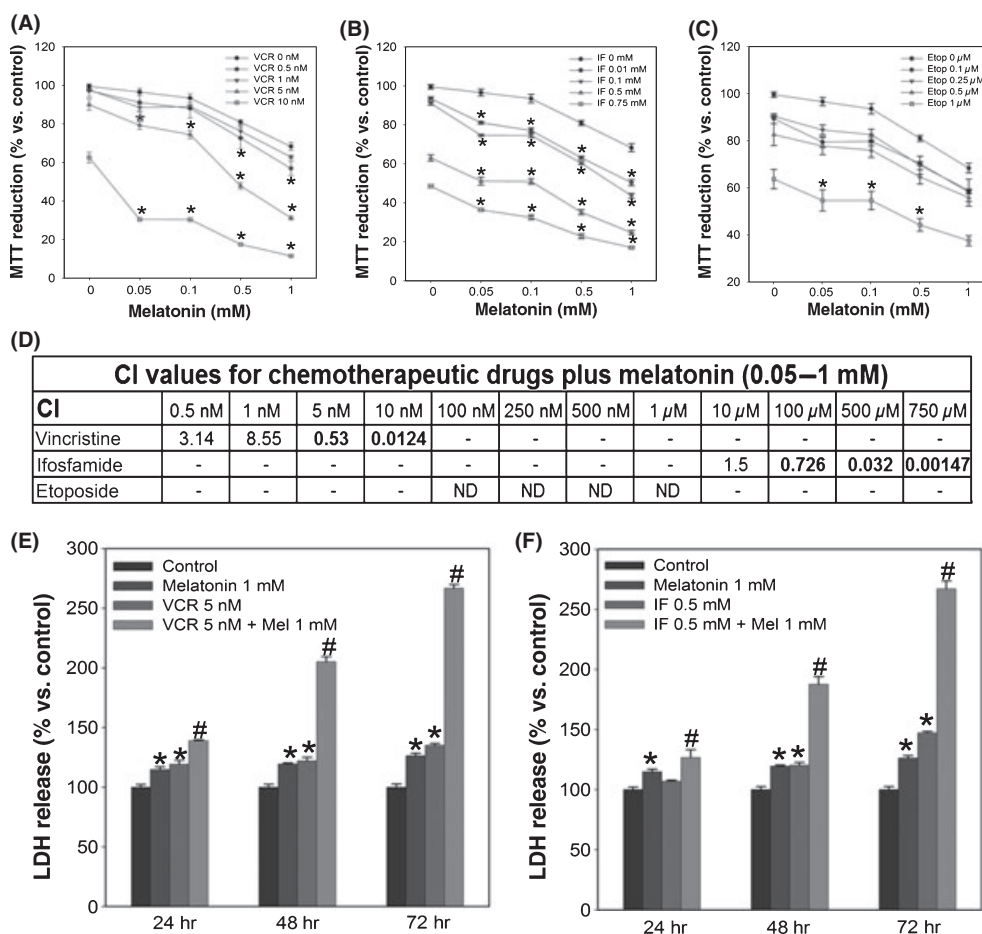 (A)
MTT reduction (% vs. control)
120
100
80
60
40
20
0
VCR 0 nM
VCR 0.5 nM
VCR 1 nM
VCR 5 nM
VCR 10 nM
* * * * *
* * * *
0 0.05 0.1 0.5 1
Melatonin (mM)
(B)
MTT reduction (% vs. control)
120
100
80
60
40
20
0
IF 0 mM
IF 0.01 mM
IF 0.1 mM
IF 0.5 mM
IF 0.75 mM
* * * *
* * * *
* * * *
* * * *
0 0.05 0.1 0.5 1
Melatonin (mM)
(C)
MTT reduction (% vs. control)
120
100
80
60
40
20
Etop 0 µM
Etop 0.1 µM
Etop 0.25 µM
Etop 0.5 µM
Etop 1 µM
* * *
0 0.05 0.1 0.5 1
Melatonin (mM)
(D)
CI values for chemotherapeutic drugs plus melatonin (0.05–1 mM)
CI 0.5 nM 1 nM 5 nM 10 nM 100 nM 250 nM 500 nM 1 µM 10 µM 100 µM 500 µM 750 µM
Vincristine 3.14 8.55 0.53 0.0124 - - - - - - - -
Ifosfamide - - - - - - - - 1.5 0.726 0.032 0.00147
Etoposide - - - - ND ND ND ND - - - -
(E)
LDH release (% vs. control)
300
250
200
150
100
50
0
Control
Melatonin 1 mM
VCR 5 nM
VCR 5 nM + Mel 1 mM
* * #
* * #
* * #
24 hr 48 hr 72 hr
(F)
LDH release (% vs. control)
300
250
200
150
100
50
0
Control
Melatonin 1 mM
IF 0.5 mM
IF 0.5 mM + Mel 1 mM
* #
* * #
* * #
24 hr 48 hr 72 hr